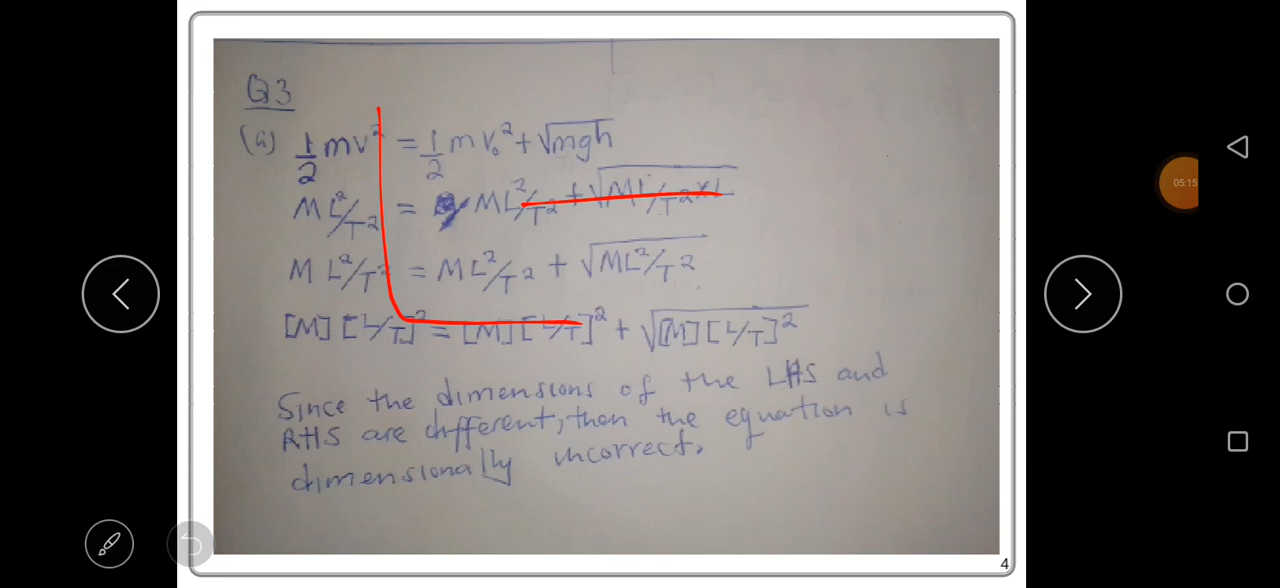 Q3
(a) 1/2 mv² = 1/2 mv₀² + √mgh
ML²/T² = ML²/T² + √ML/T² × L
ML²/T² = ML²/T² + √ML²/T²
[M][L/T]² = [M][L/T]² + √[M][L/T]²
Since the dimensions of the LHS and
RHS are different, then the equation is
dimensionally incorrect.
4
05:15